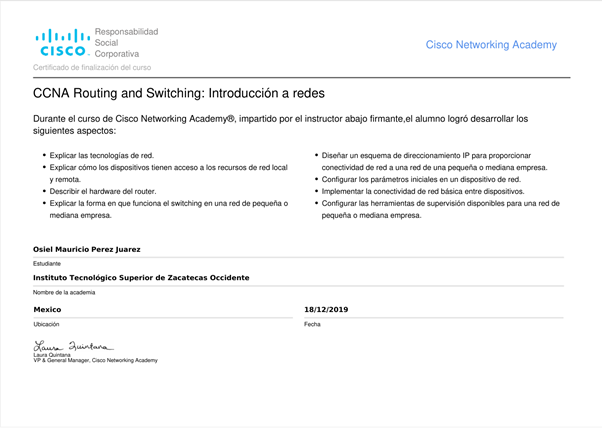 CISCO
Responsabilidad
Social
Corporativa
Cisco Networking Academy
Certificado de finalización del curso
CCNA Routing and Switching: Introducción a redes
Durante el curso de Cisco Networking Academy®, impartido por el instructor abajo firmante,el alumno logró desarrollar los
siguientes aspectos:
• Explicar las tecnologías de red.
• Explicar cómo los dispositivos tienen acceso a los recursos de red local
y remota.
• Describir el hardware del router.
• Explicar la forma en que funciona el switching en una red de pequeña o
mediana empresa.
• Diseñar un esquema de direccionamiento IP para proporcionar
conectividad de red a una red de una pequeña o mediana empresa.
• Configurar los parámetros iniciales en un dispositivo de red.
• Implementar la conectividad de red básica entre dispositivos.
• Configurar las herramientas de supervisión disponibles para una red de
pequeña o mediana empresa.
Osiel Mauricio Perez Juarez
Estudiante
Instituto Tecnológico Superior de Zacatecas Occidente
Nombre de la academia
Mexico
Ubicación
18/12/2019
Fecha
Laura Quintana
Laura Quintana
VP & General Manager, Cisco Networking Academy